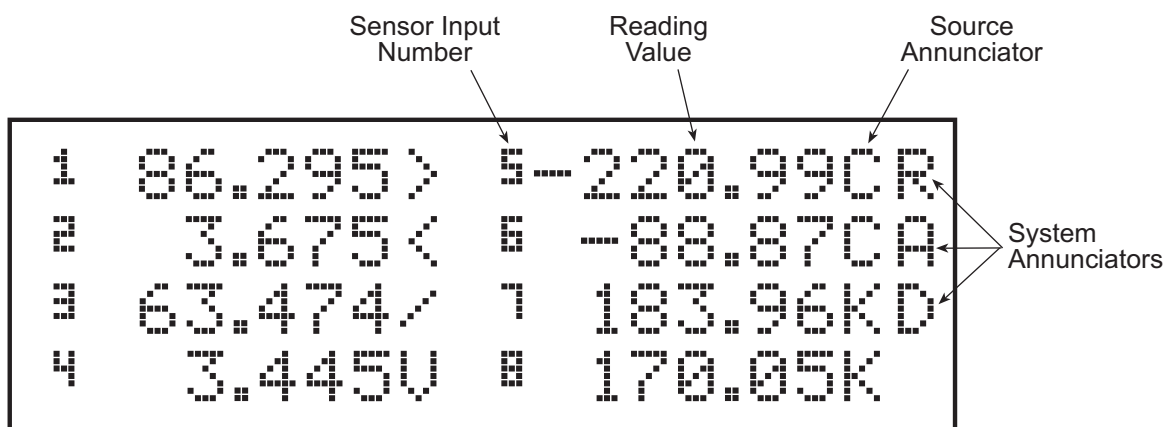 Sensor Input
Number
Reading
Value
Source
Annunciator
1 86.295> 5-220.99CR
2 3.675< 6 -88.87CA
3 63.474/ 7 183.96KD
4 3.445V 8 170.05K
System
Annunciators